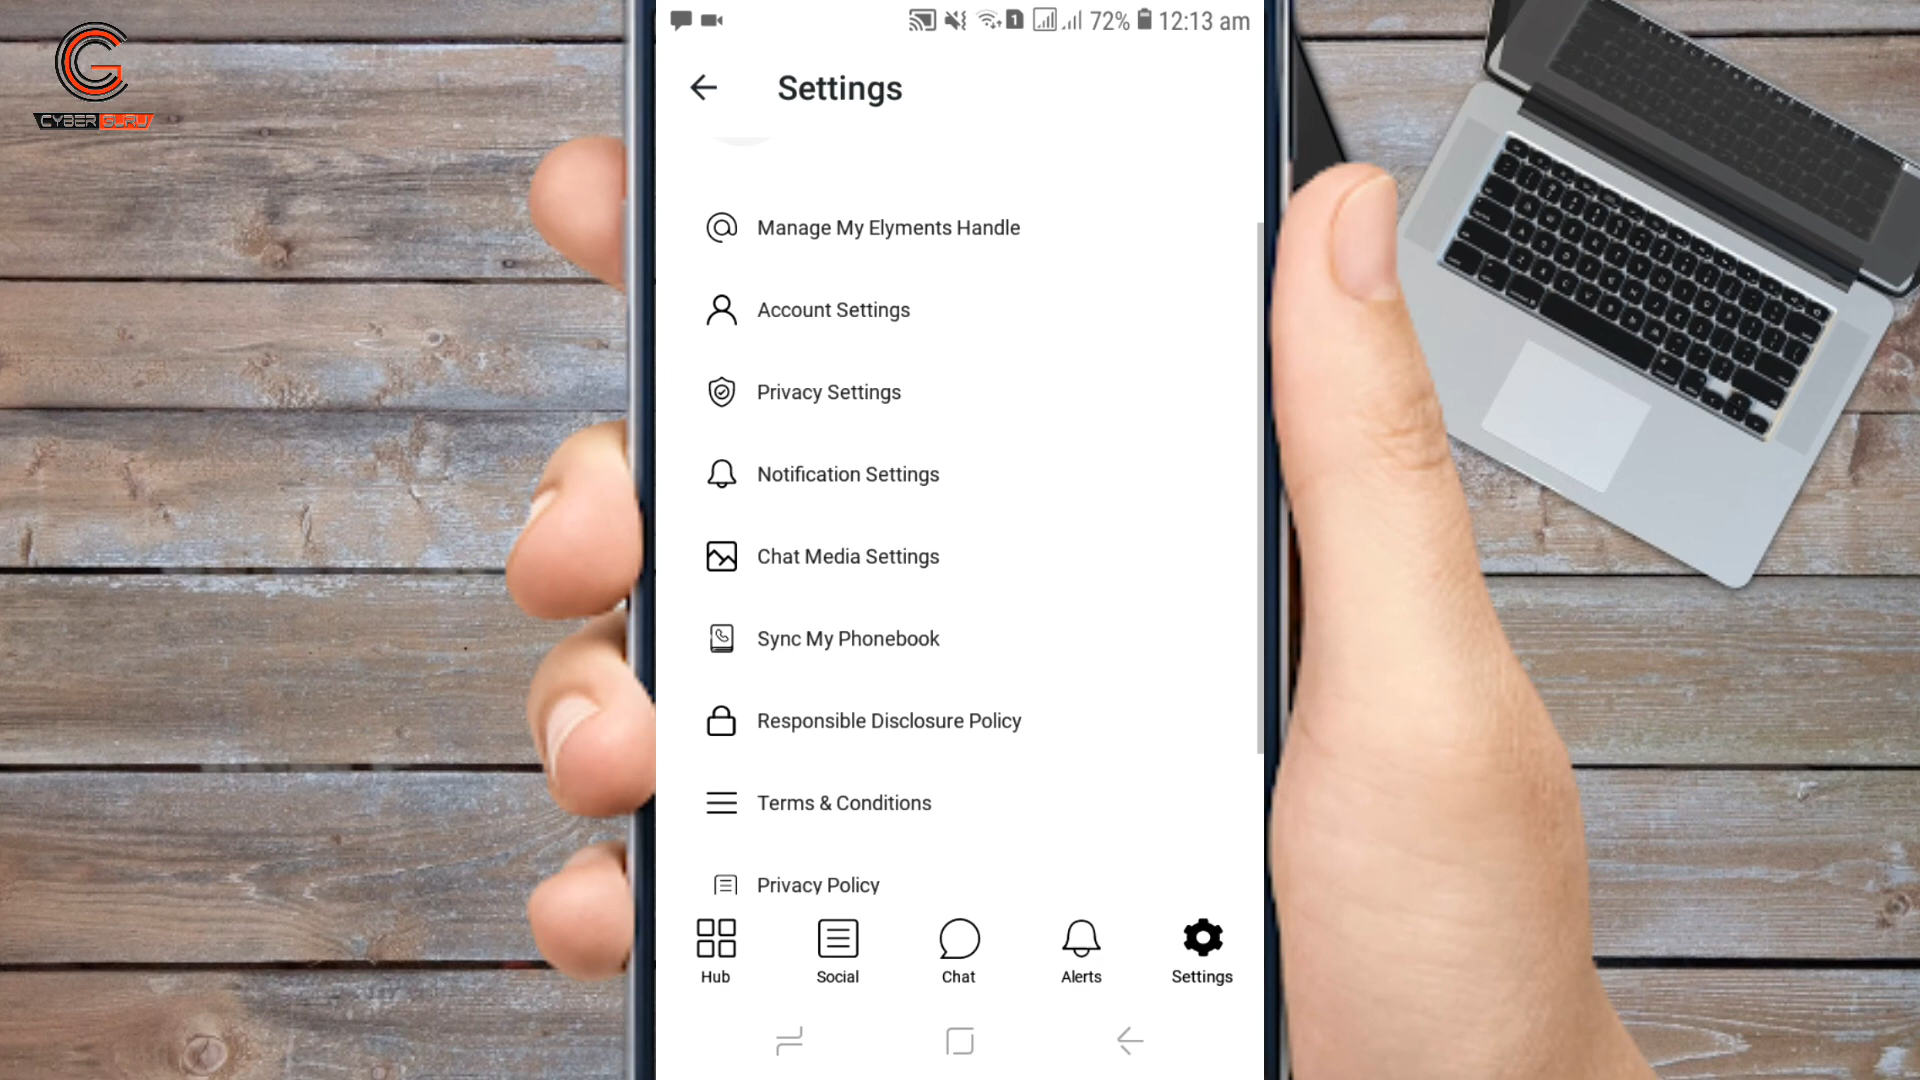 CYBER GURU
1
72%
12:13 am
Settings
Manage My Elyments Handle
Account Settings
Privacy Settings
Notification Settings
Chat Media Settings
Sync My Phonebook
Responsible Disclosure Policy
Terms & Conditions
Privacy Policy
Hub
Social
Chat
Alerts
Settings